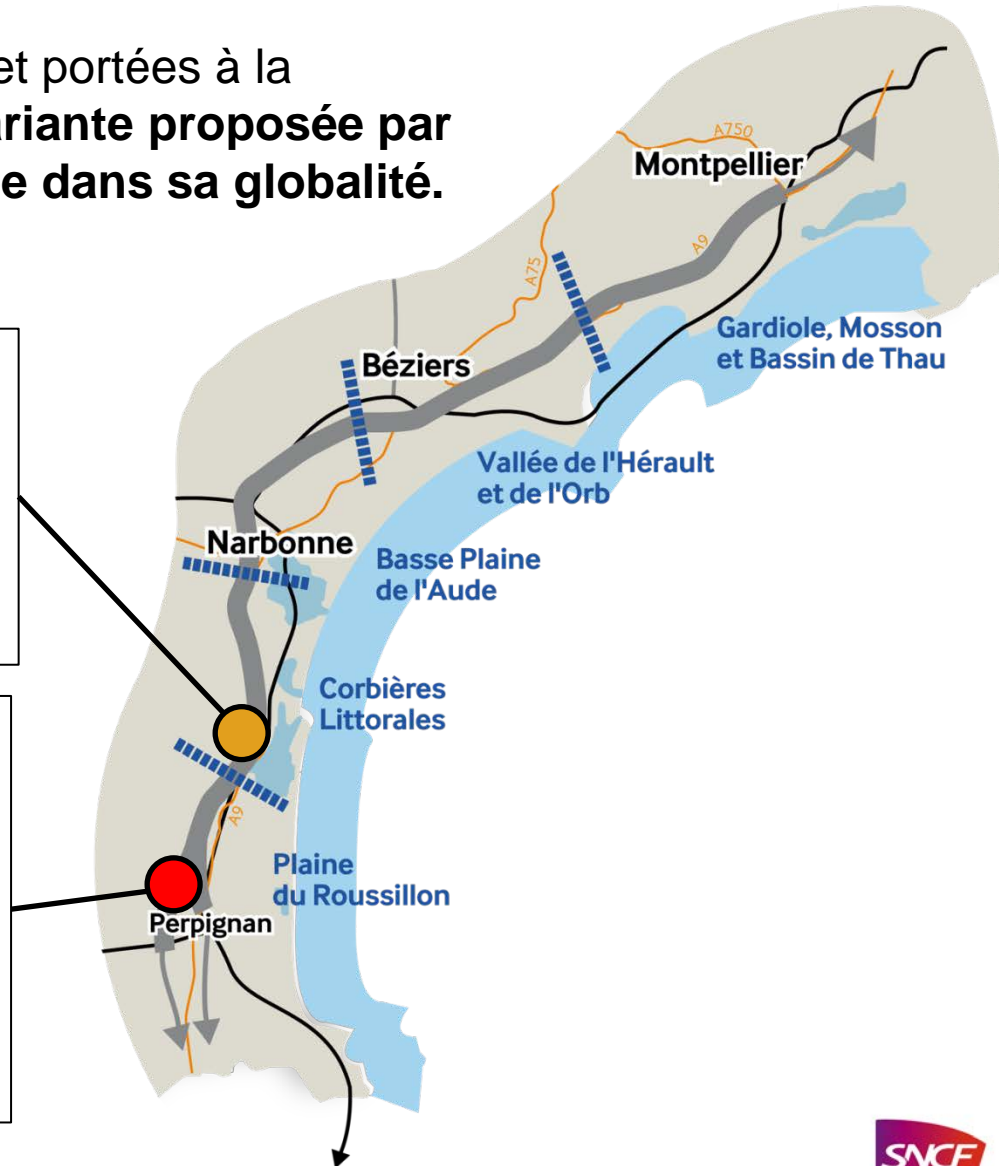 et portées à la
ariante proposée par
e dans sa globalité.
A750
Montpellier
A9
A75
Gardiole, Mosson
et Bassin de Thau
Béziers
Vallée de l'Hérault
et de l'Orb
Narbonne
Basse Plaine
de l'Aude
Corbières
Littorales
A9
Plaine
du Roussillon
Perpignan
SNCF